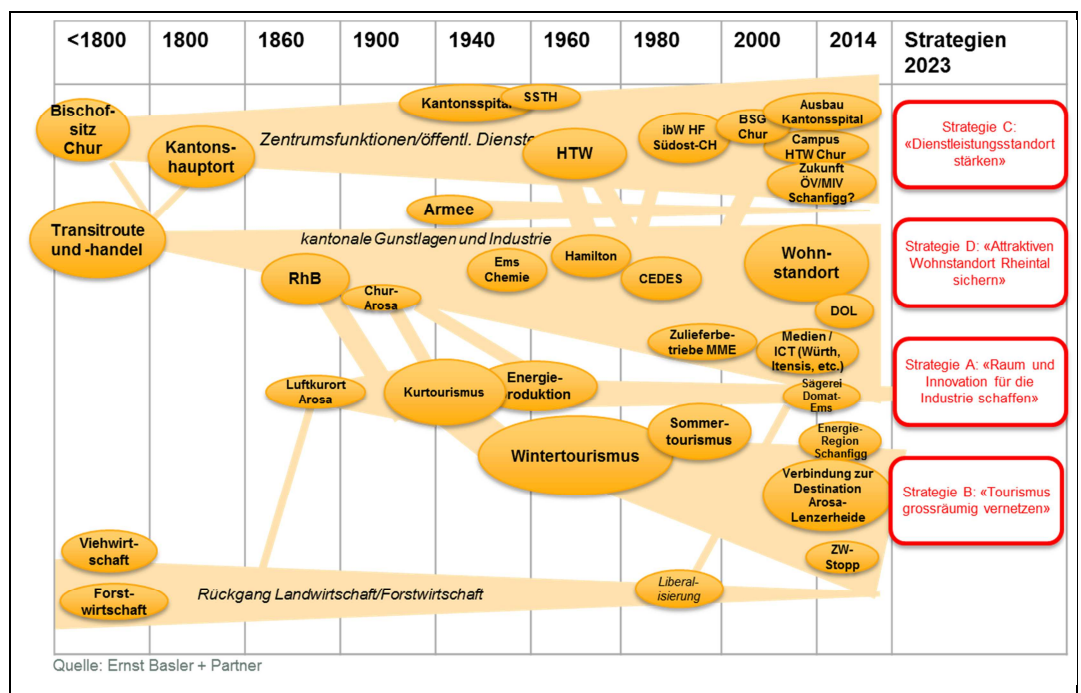 <1800
1800
1860
1900
1940
1960
1980
2000
2014
Strategien
2023
Bischof-
sitz
Chur
Kantons-
hauptort
Kantonsspital
SSTH
Zentrumsfunktionen/öffentl. Dienste
HTW
ibW HF
Südost-CH
BSG
Chur
Ausbau
Kantonsspital
Campus
HTW Chur
Zukunft
ÖV/MIV
Schanfigg?
Strategie C:
«Dienstleistungsstandort
stärken»
Transitroute
und -handel
Armee
kantonale Gunstlagen und Industrie
RhB
Chur-
Arosa
Ems
Chemie
Hamilton
CEDES
Wohn-
standort
DOL
Strategie D: «Attraktiven
Wohnstandort Rheintal
sichern»
Zulieferbe-
triebe MME
Medien /
ICT (Würth,
Itensis, etc.)
Luftkurort
Arosa
Kurtourismus
Energie-
produktion
Sägerei
Domat-
Ems
Strategie A: «Raum und
Innovation für die
Industrie schaffen»
Wintertourismus
Sommer-
tourismus
Energie-
Region
Schanfigg
Verbindung zur
Destination
Arosa-
Lenzerheide
ZW-
Stopp
Strategie B: «Tourismus
grossräumig vernetzen»
Viehwirt-
schaft
Forst-
wirtschaft
Rückgang Landwirtschaft/Forstwirtschaft
Liberal-
isierung
Quelle: Ernst Basler + Partner